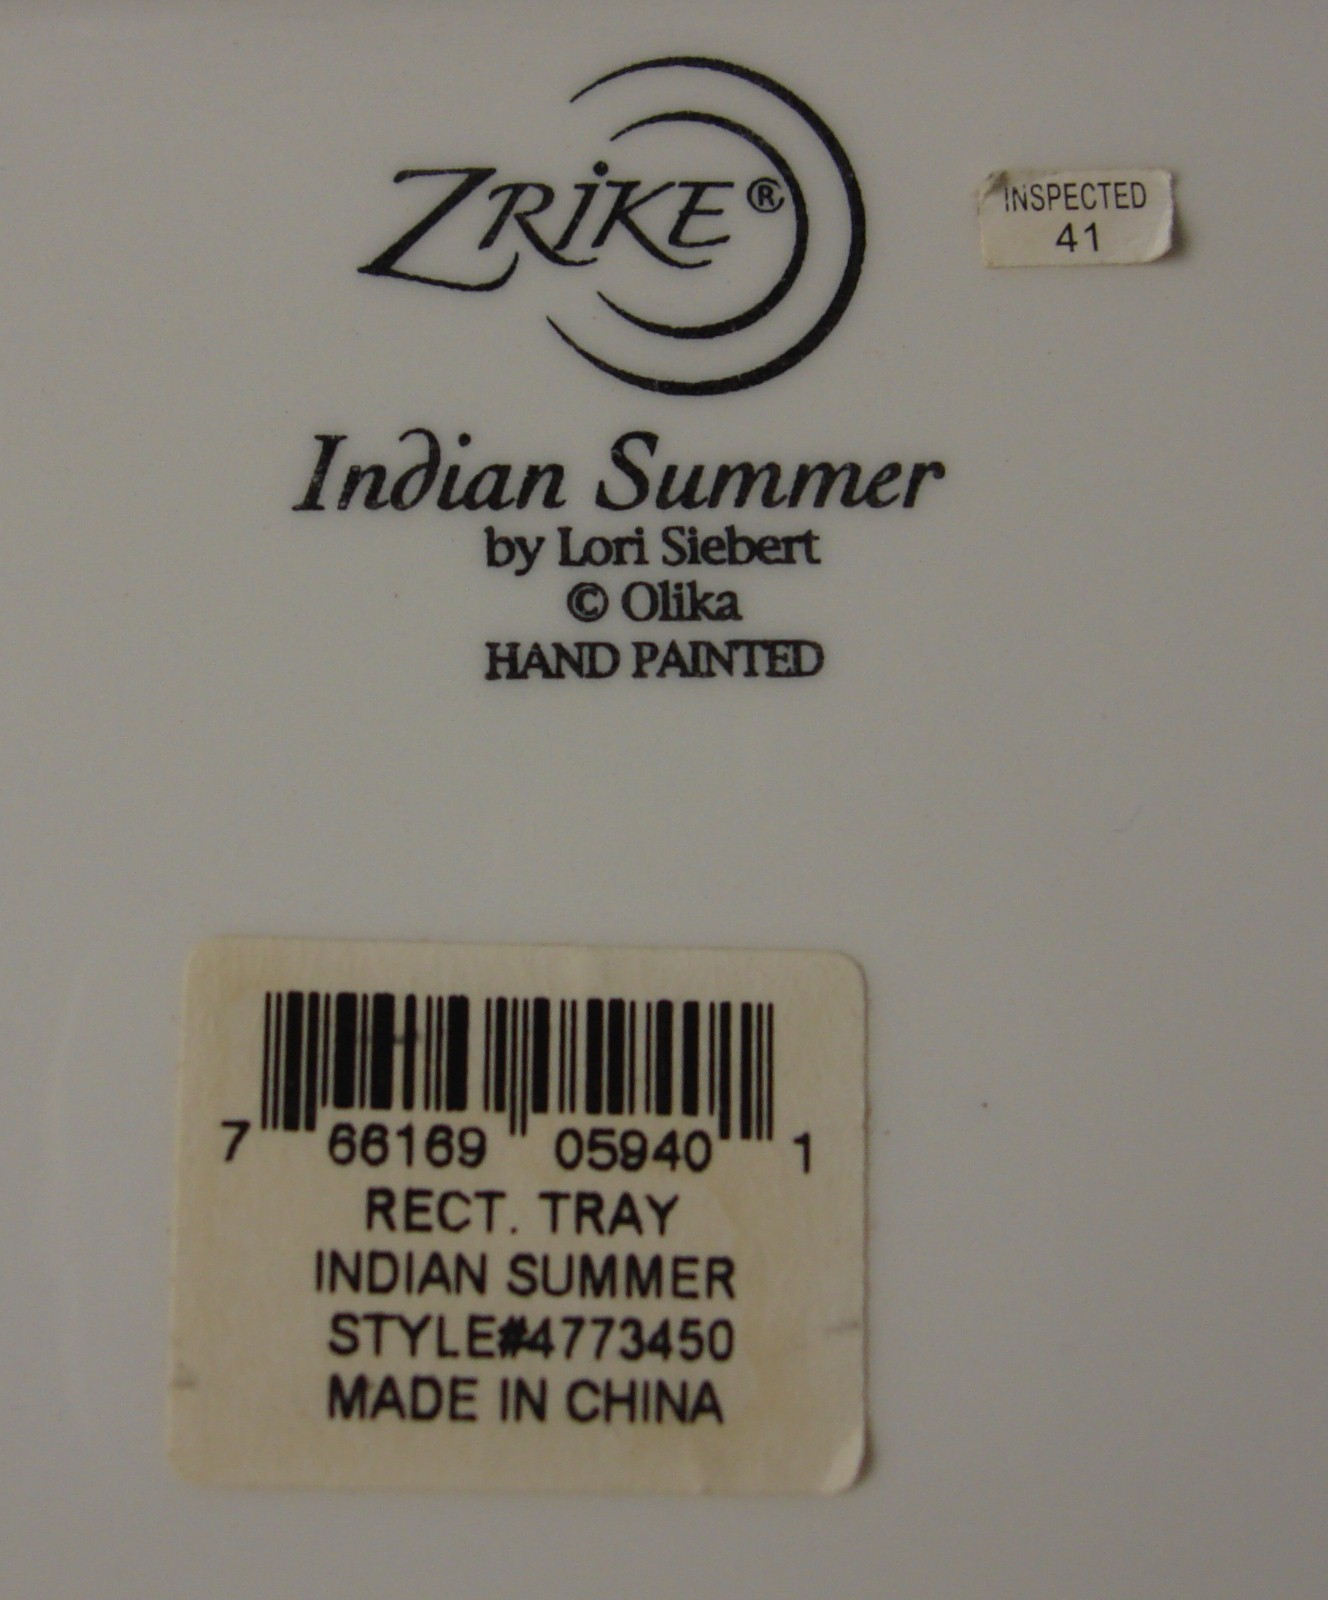 ZRiKE®
INSPECTED
41
Indian Summer
by Lori Siebert
© Olika
HAND PAINTED
7 66169 05940 1
RECT. TRAY
INDIAN SUMMER
STYLE#4773450
MADE IN CHINA